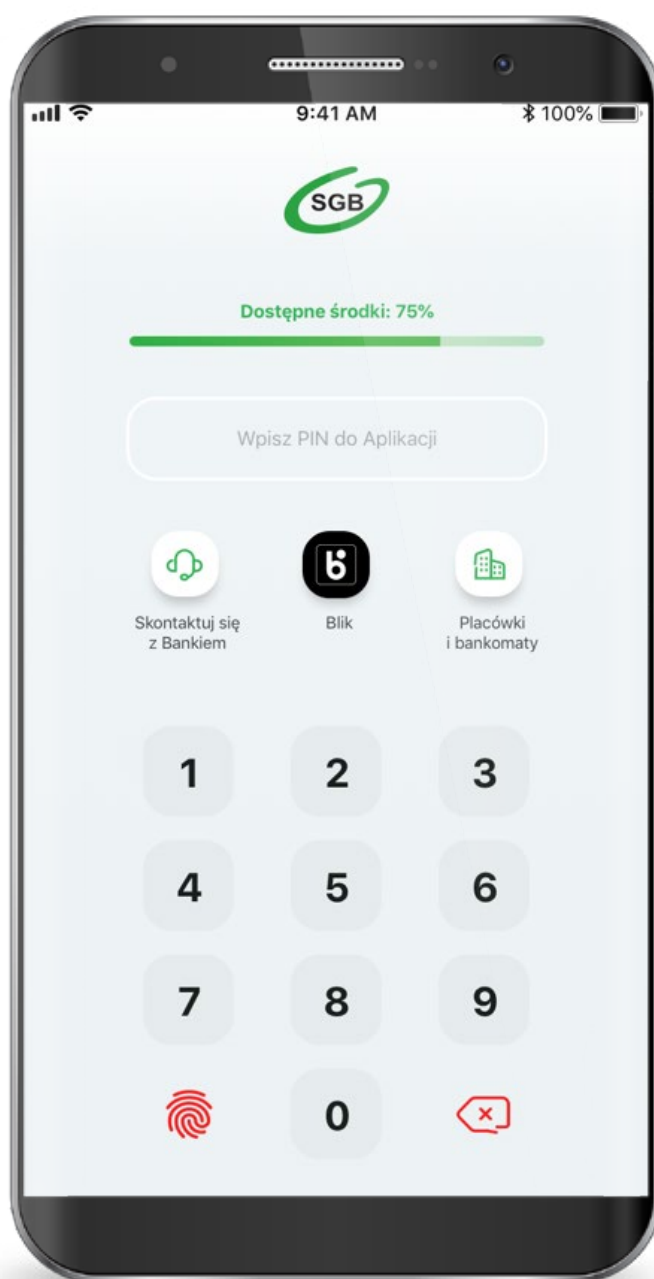 9:41 AM
100%
SGB
Dostępne środki: 75%
Wpisz PIN do Aplikacji
Skontaktuj się
z Bankiem
Blik
Placówki
i bankomaty
1 2 3
4 5 6
7 8 9
0